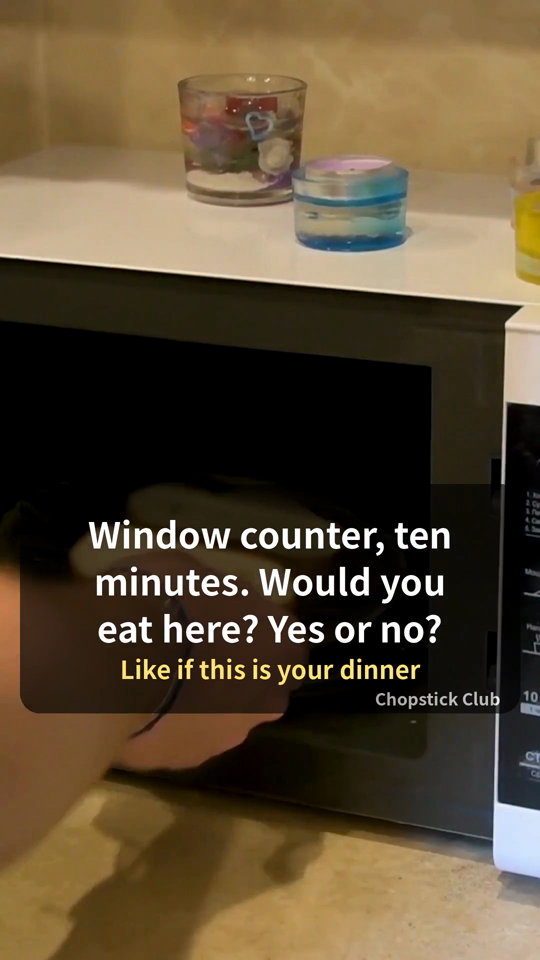 Window counter, ten
minutes. Would you
eat here? Yes or no?
Like if this is your dinner
Chopstick Club
10